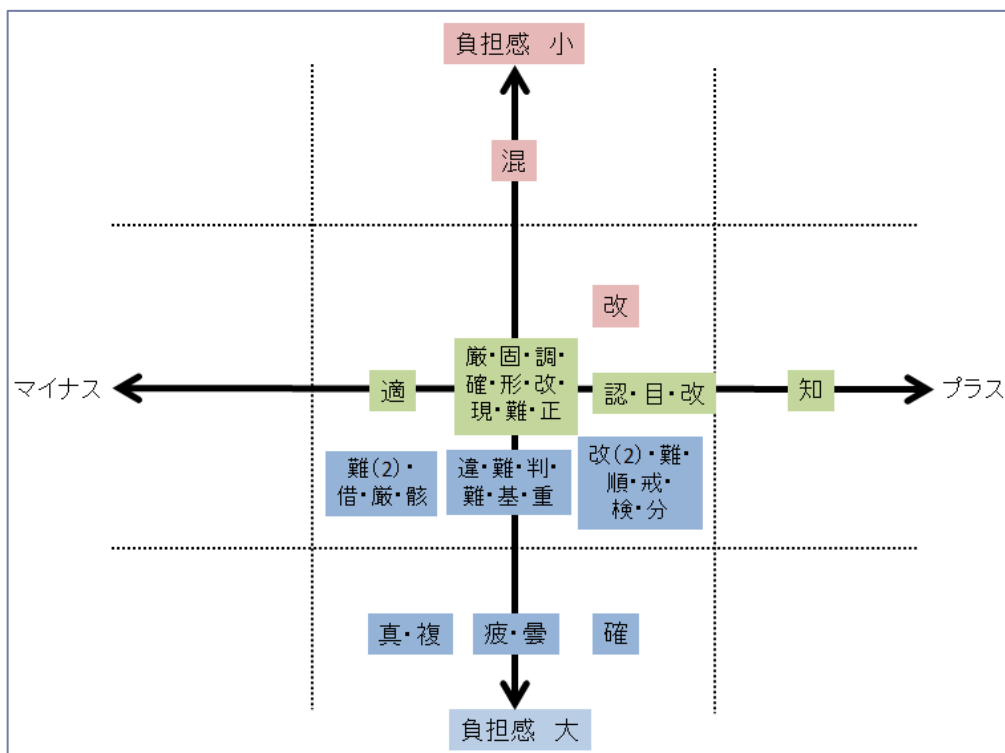 負担感 小
混
改
マイナス
適
厳・固・調・
確・形・改・
現・難・正
認・目・改
知
プラス
難(2)・
借・厳・骸
違・難・判・
難・基・重
改(2)・難・
順・戒・
検・分
真・複
疲・曇
確
負担感 大